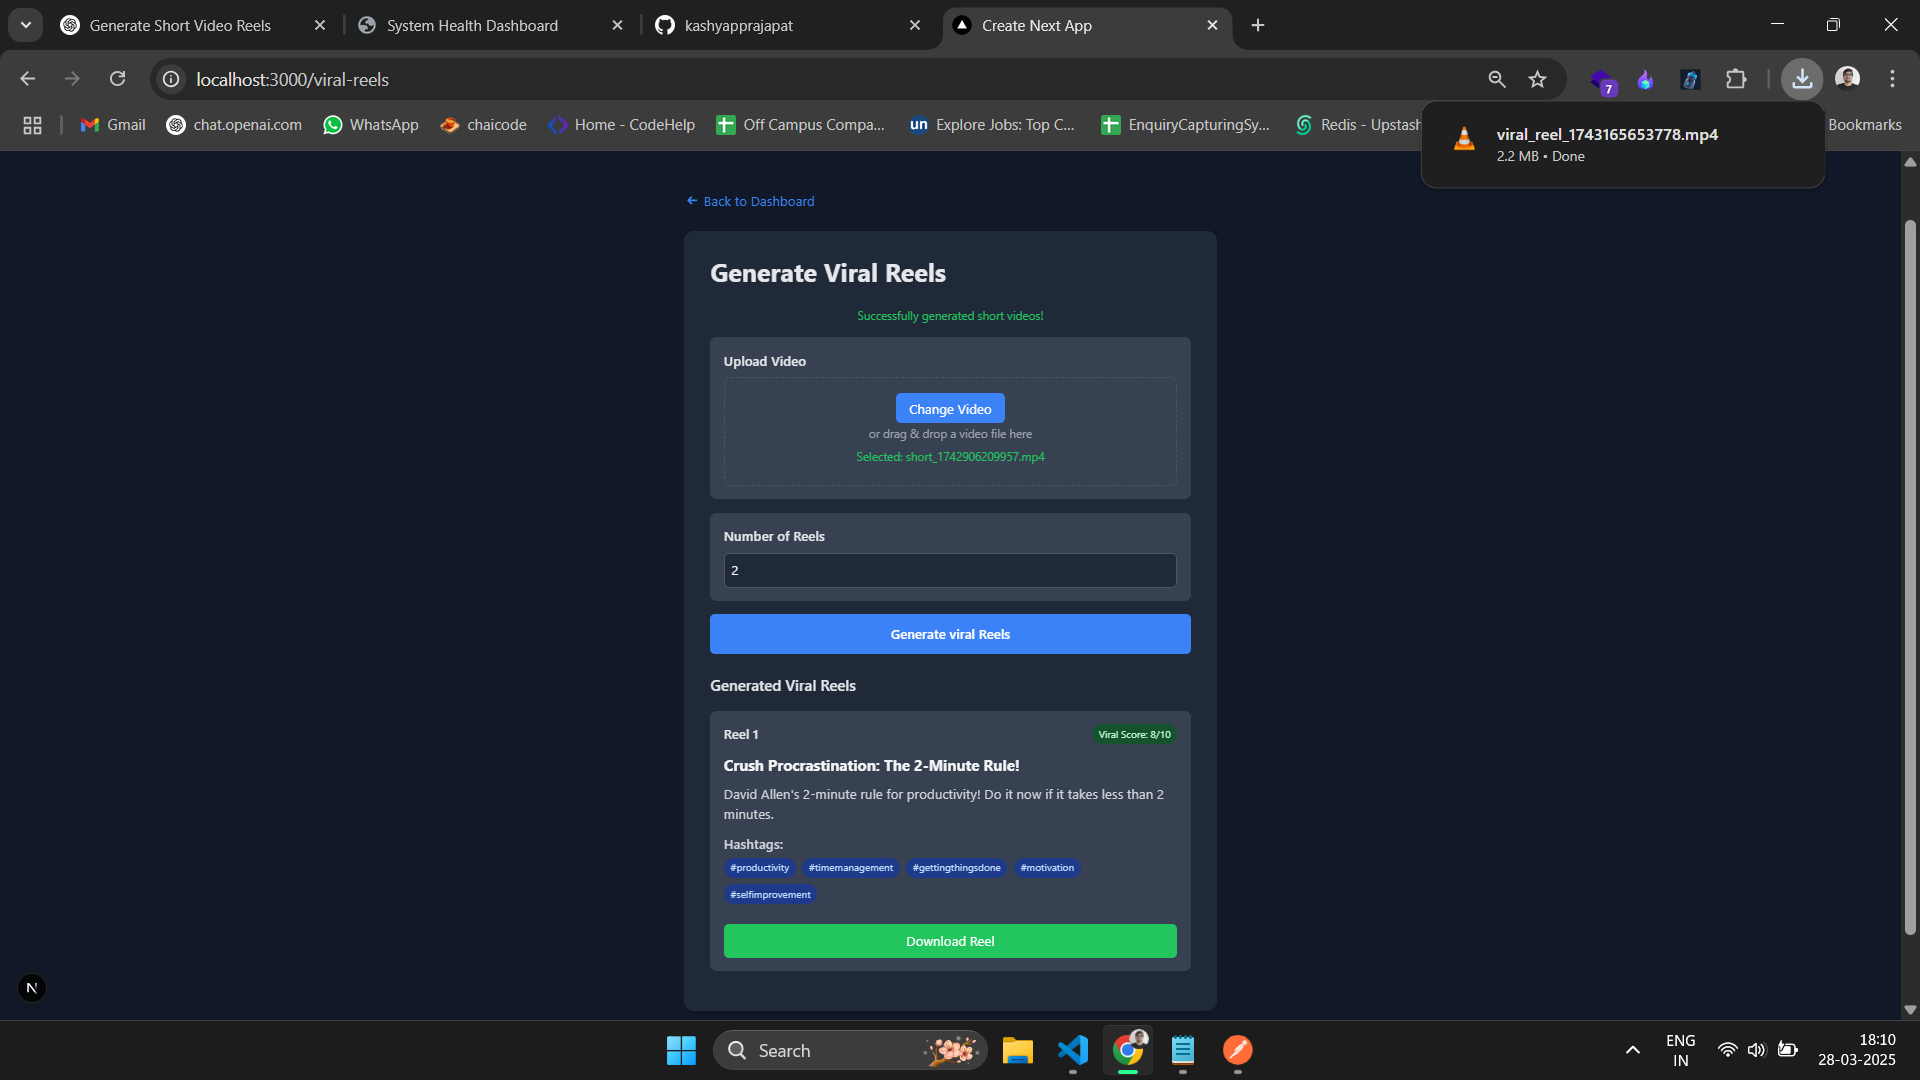 Generate Short Video Reels
System Health Dashboard
kashyapprajapat
Create Next App
localhost:3000/viral-reels
7
Gmail
chat.openai.com
WhatsApp
chaicode
Home - CodeHelp
Off Campus Compa...
un
Explore Jobs: Top C...
EnquiryCapturingSy...
Redis - Upstash
Bookmarks
viral_reel_1743165653778.mp4
2.2 MB • Done
← Back to Dashboard
Generate Viral Reels
Successfully generated short videos!
Upload Video
Change Video
or drag & drop a video file here
Selected: short_1742906209957.mp4
Number of Reels
2
Generate viral Reels
Generated Viral Reels
Reel 1
Viral Score: 8/10
Crush Procrastination: The 2-Minute Rule!
David Allen's 2-minute rule for productivity! Do it now if it takes less than 2
minutes.
Hashtags:
#productivity
#timemanagement
#gettingthingsdone
#motivation
#selfimprovement
Download Reel
N
Search
ENG
IN
18:10
28-03-2025